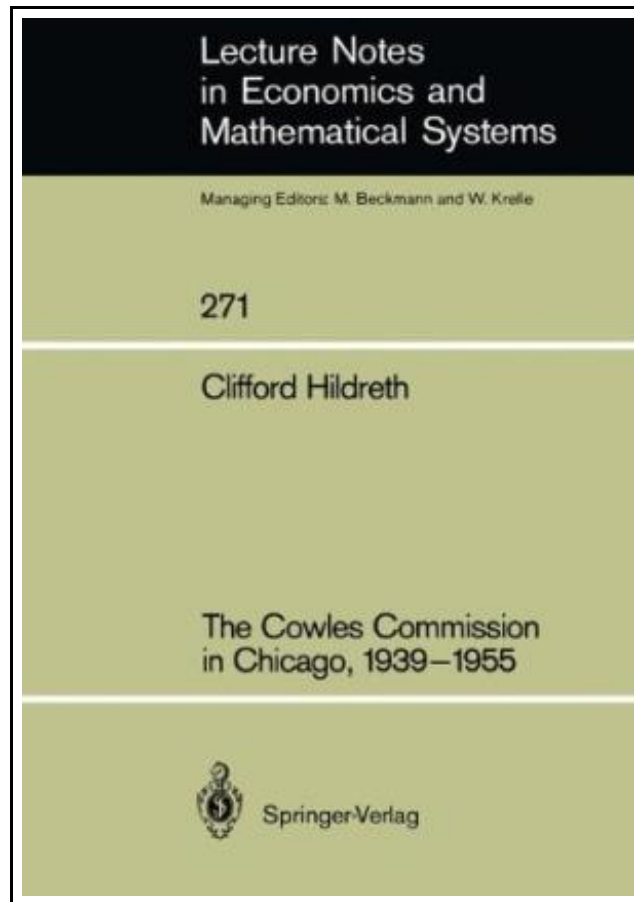 Lecture Notes
in Economics and
Mathematical Systems
Managing Editors: M. Beckmann and W. Krelle
271
Clifford Hildreth
The Cowles Commission
in Chicago, 1939–1955
Springer-Verlag